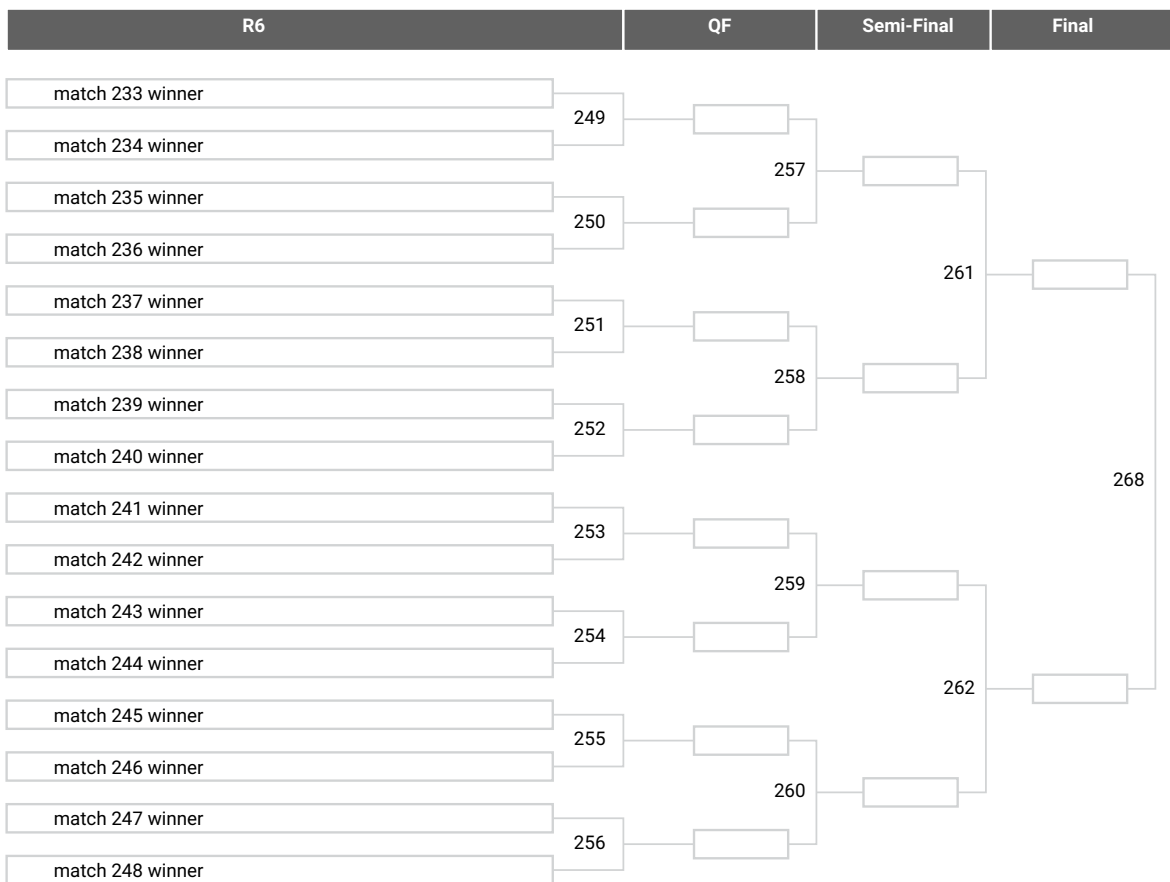 R6 QF Semi-Final Final
match 233 winner
249
match 234 winner
257
match 235 winner
250
match 236 winner
261
match 237 winner
251
match 238 winner
258
match 239 winner
252
match 240 winner
268
match 241 winner
253
match 242 winner
259
match 243 winner
254
match 244 winner
262
match 245 winner
255
match 246 winner
260
match 247 winner
256
match 248 winner